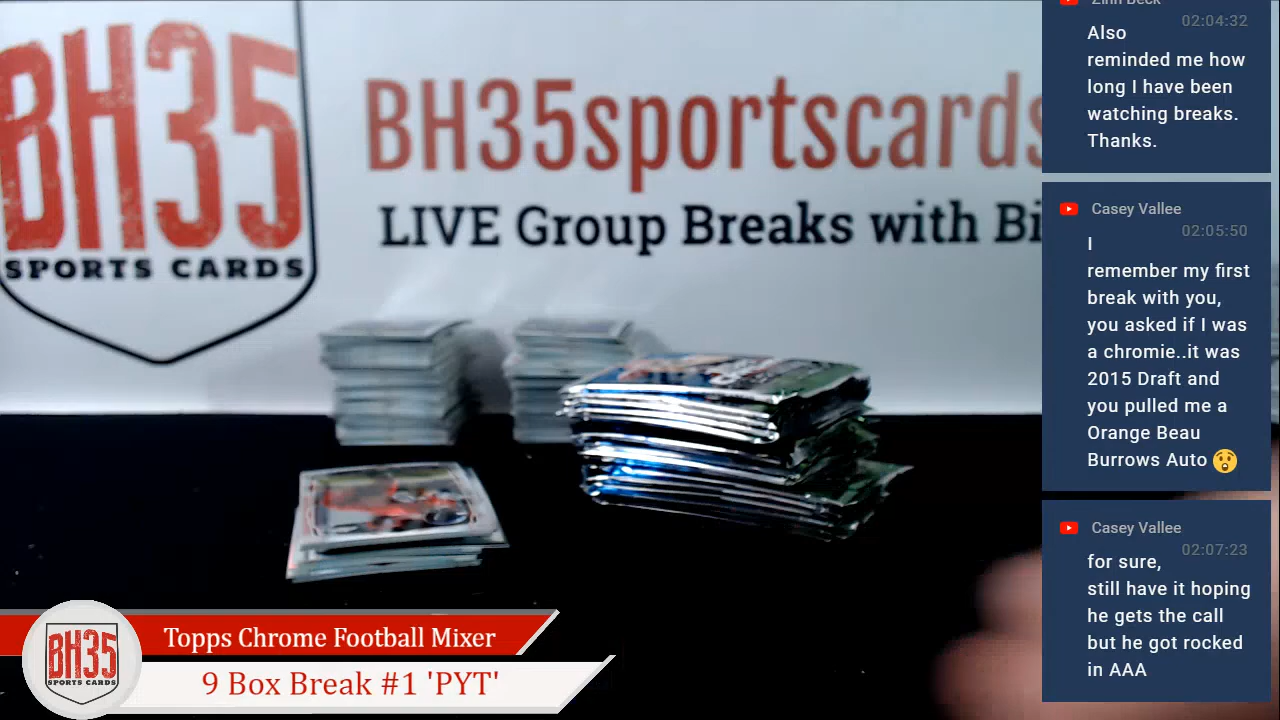 BH35
SPORTS CARDS
BH35sportscards
LIVE Group Breaks with Bi
Topps Chrome Football Mixer
9 Box Break #1 'PYT'
BH35
SPORTS CARDS
Zinn Beck
02:04:32
Also
reminded me how
long I have been
watching breaks.
Thanks.
Casey Vallee
02:05:50
I
remember my first
break with you,
you asked if I was
a chromie..it was
2015 Draft and
you pulled me a
Orange Beau
Burrows Auto 😲
Casey Vallee
02:07:23
for sure,
still have it hoping
he gets the call
but he got rocked
in AAA